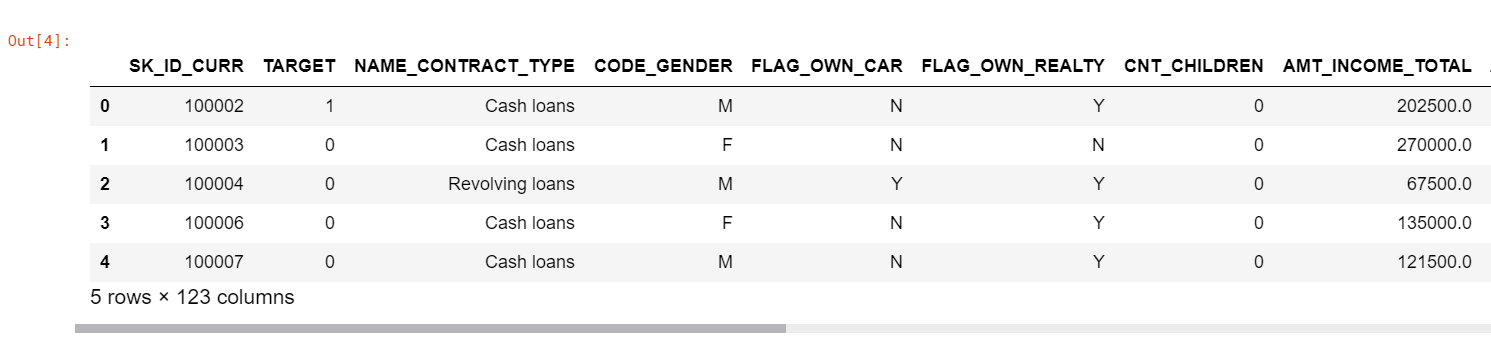 Out[4]:
SK_ID_CURR TARGET NAME_CONTRACT_TYPE CODE_GENDER FLAG_OWN_CAR FLAG_OWN_REALTY CNT_CHILDREN AMT_INCOME_TOTAL
0 100002 1 Cash loans M N Y 0 202500.0
1 100003 0 Cash loans F N N 0 270000.0
2 100004 0 Revolving loans M Y Y 0 67500.0
3 100006 0 Cash loans F N Y 0 135000.0
4 100007 0 Cash loans M N Y 0 121500.0
5 rows × 123 columns